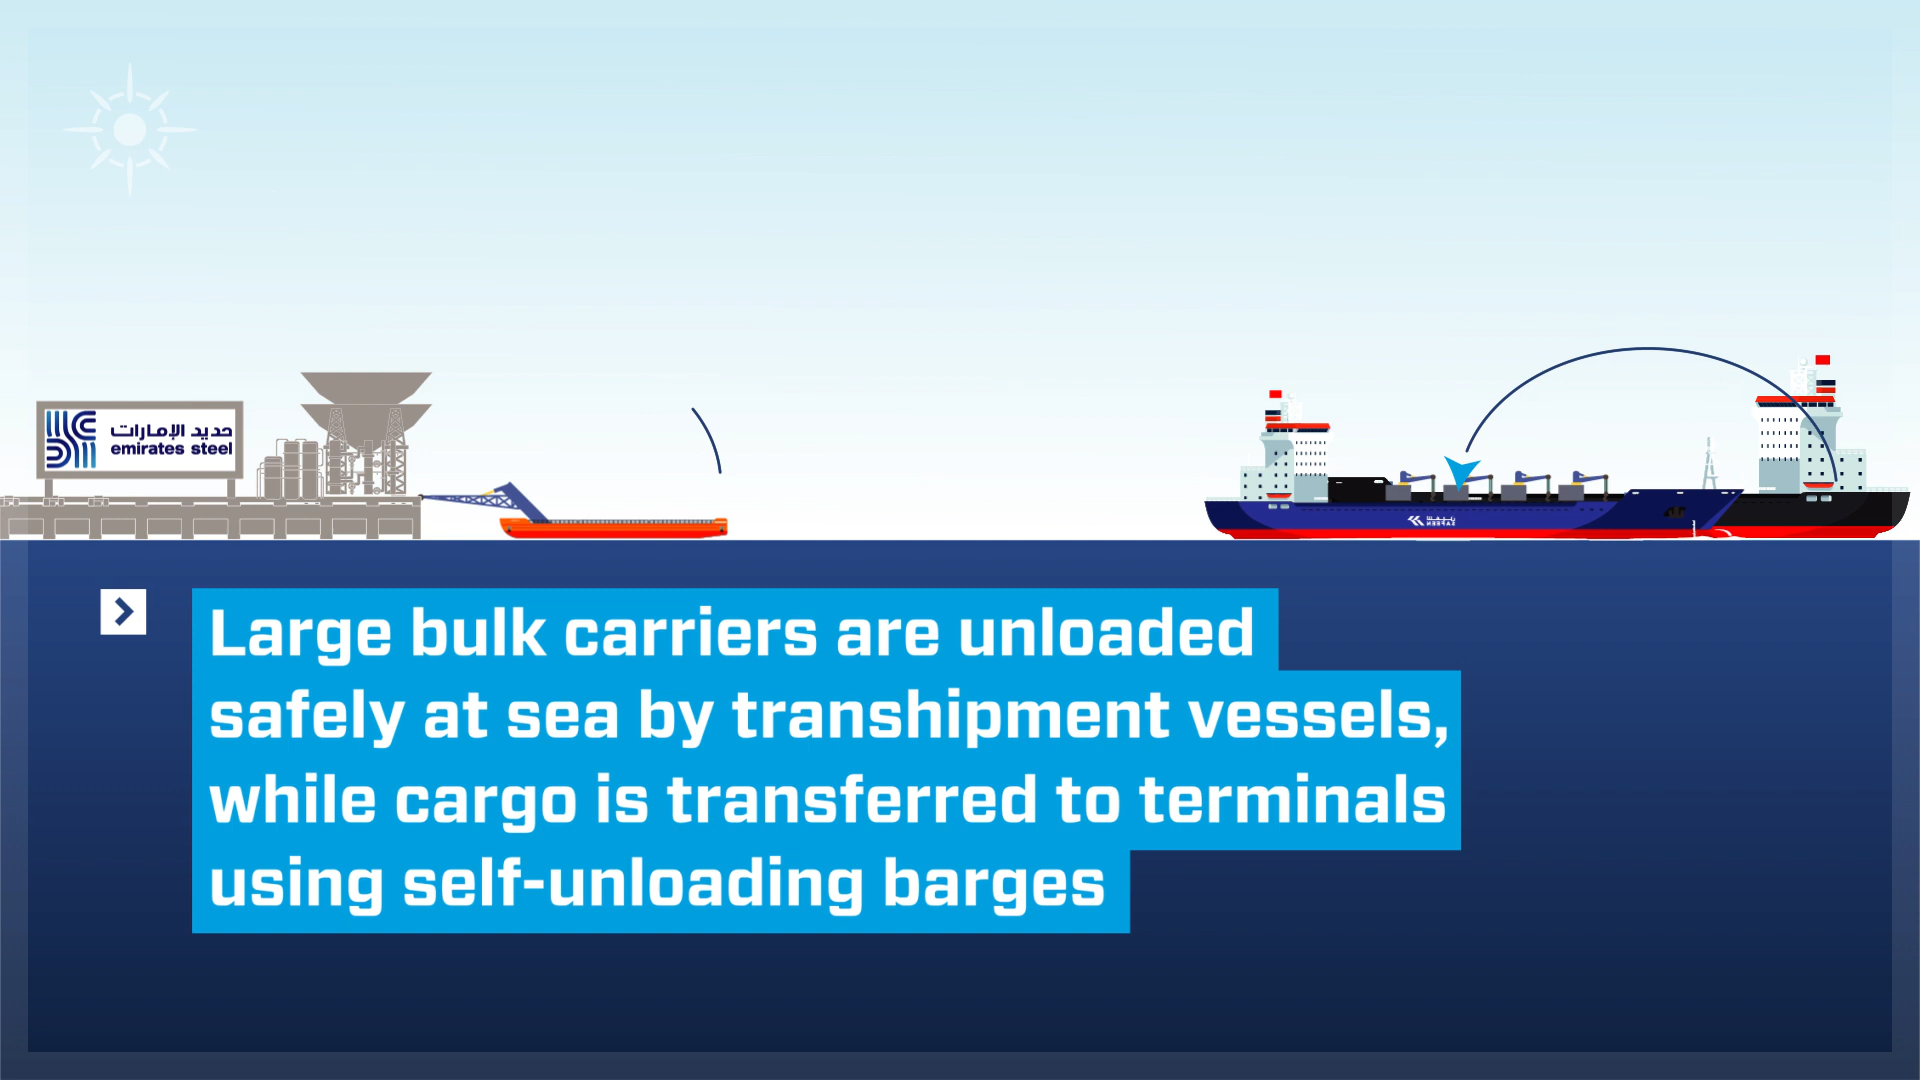 حديد الإمارات
emirates steel
SAFEEN
Large bulk carriers are unloaded
safely at sea by transhipment vessels,
while cargo is transferred to terminals
using self-unloading barges